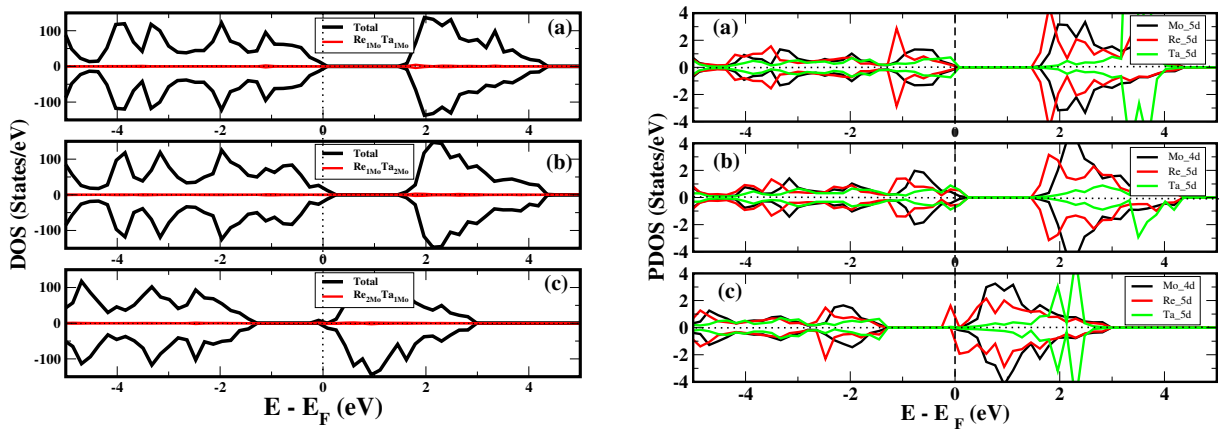 DOS (States/eV)
100
0
-100
Total
Re1MoTa1Mo
(a)
-4 -2 0 2 4
100
0
-100
Total
Re1MoTa2Mo
(b)
-4 -2 0 2 4
100
0
-100
Total
Re2MoTa1Mo
(c)
-4 -2 0 2 4
E - EF (eV)
PDOS (States/eV)
4
2
0
-2
-4
(a)
Mo_5d
Re_5d
Ta_5d
-4 -2 0 2 4
4
2
0
-2
-4
(b)
Mo_4d
Re_5d
Ta_5d
-4 -2 0 2 4
4
2
0
-2
-4
(c)
Mo_4d
Re_5d
Ta_5d
-4 -2 0 2 4
E - E F (eV)